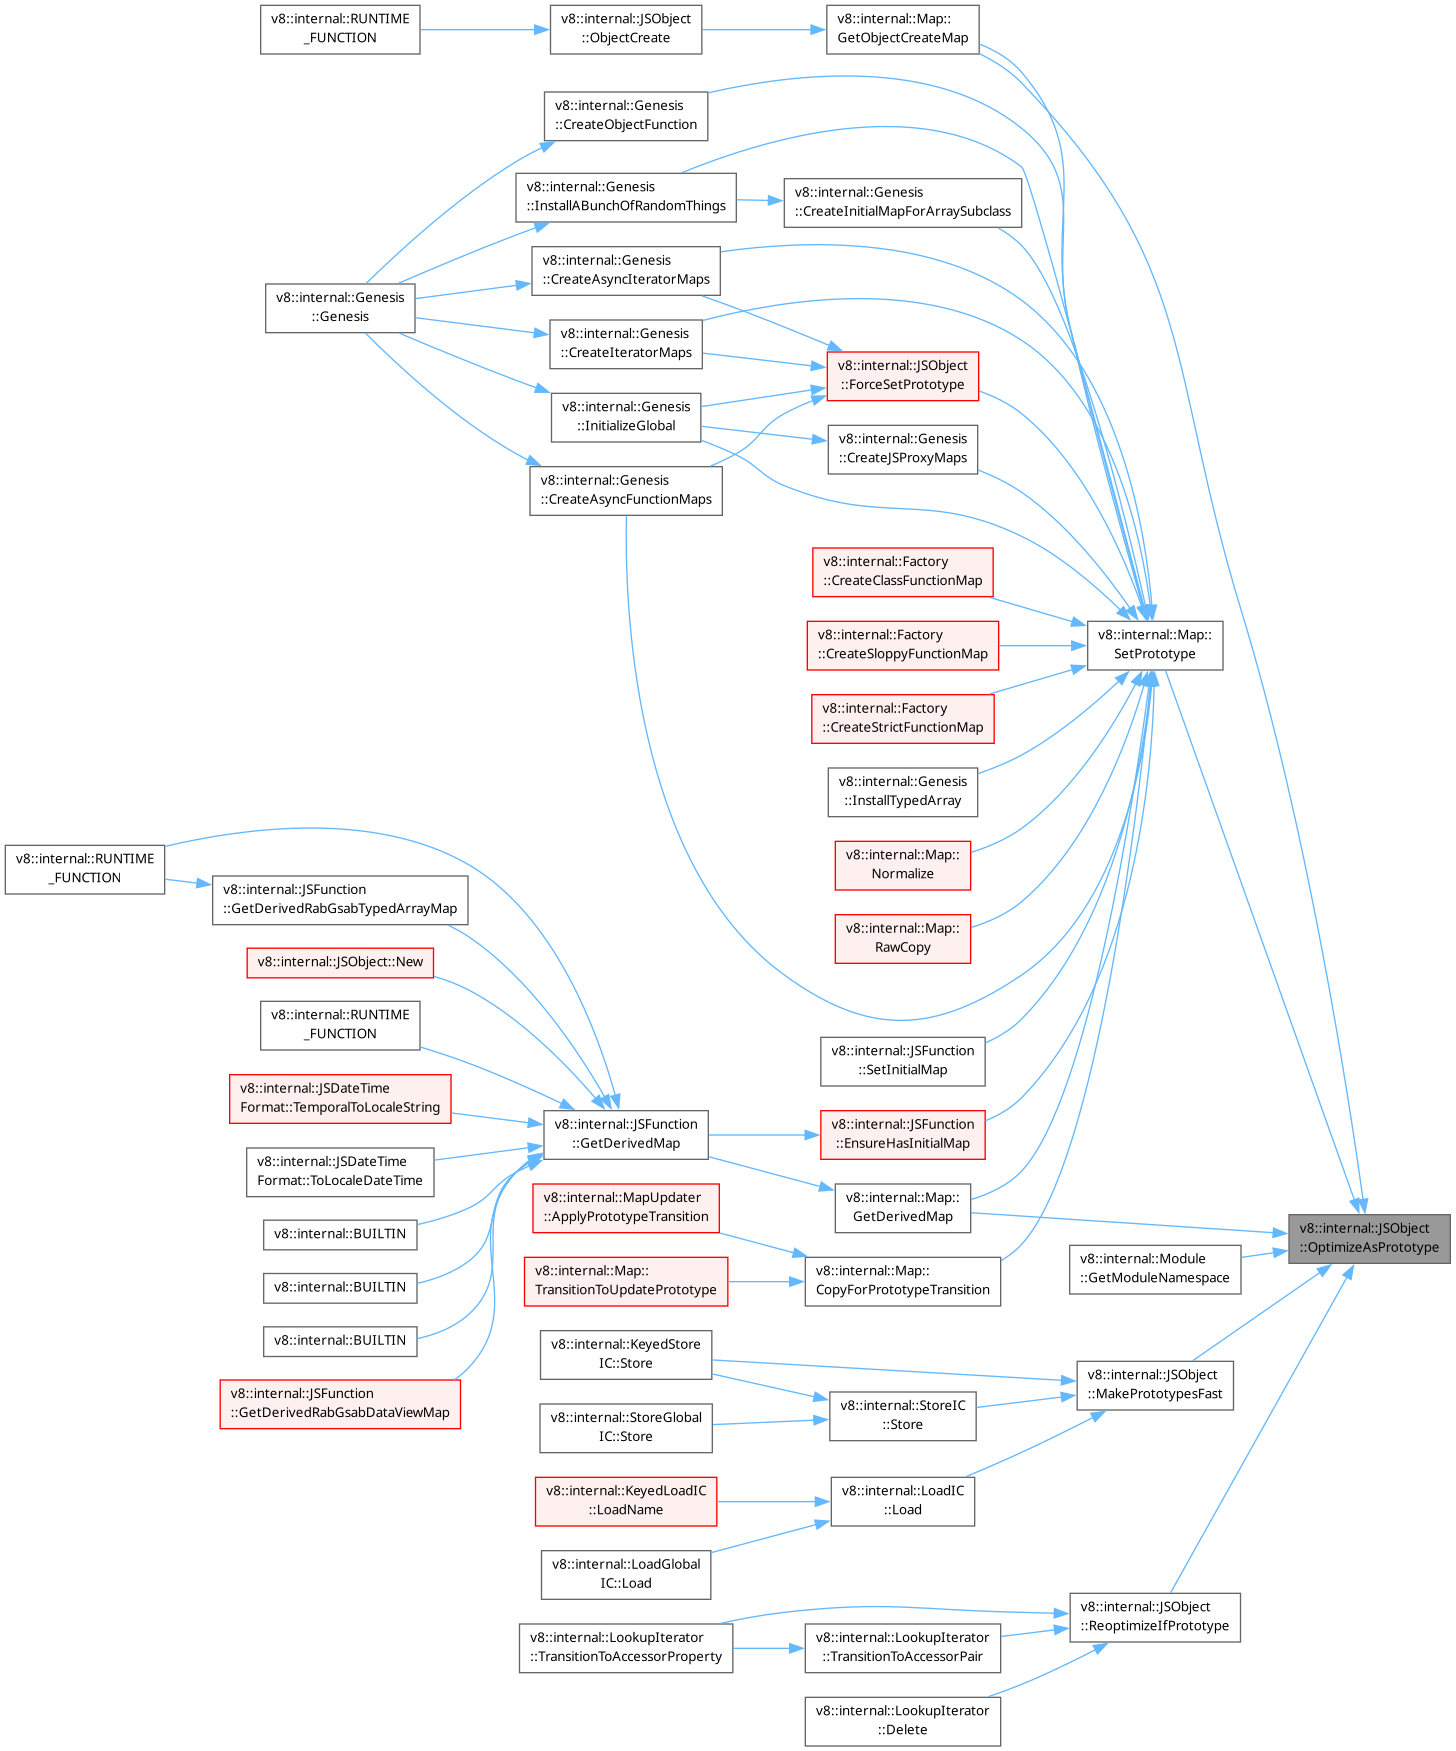 v8::internal::RUNTIME
_FUNCTION
v8::internal::JSObject
::ObjectCreate
v8::internal::Map::
GetObjectCreateMap
v8::internal::Genesis
::CreateObjectFunction
v8::internal::Genesis
::InstallABunchOfRandomThings
v8::internal::Genesis
::CreateInitialMapForArraySubclass
v8::internal::Genesis
::CreateAsyncIteratorMaps
v8::internal::Genesis
::Genesis
v8::internal::Genesis
::CreateIteratorMaps
v8::internal::JSObject
::ForceSetPrototype
v8::internal::Genesis
::InitializeGlobal
v8::internal::Genesis
::CreateJSProxyMaps
v8::internal::Genesis
::CreateAsyncFunctionMaps
v8::internal::Factory
::CreateClassFunctionMap
v8::internal::Factory
::CreateSloppyFunctionMap
v8::internal::Map::
SetPrototype
v8::internal::Factory
::CreateStrictFunctionMap
v8::internal::Genesis
::InstallTypedArray
v8::internal::Map::
Normalize
v8::internal::RUNTIME
_FUNCTION
v8::internal::JSFunction
::GetDerivedRabGsabTypedArrayMap
v8::internal::Map::
RawCopy
v8::internal::JSObject::New
v8::internal::RUNTIME
_FUNCTION
v8::internal::JSFunction
::SetInitialMap
v8::internal::JSDateTime
Format::TemporalToLocaleString
v8::internal::JSFunction
::GetDerivedMap
v8::internal::JSFunction
::EnsureHasInitialMap
v8::internal::JSDateTime
Format::ToLocaleDateTime
v8::internal::MapUpdater
::ApplyPrototypeTransition
v8::internal::Map::
GetDerivedMap
v8::internal::JSObject
::OptimizeAsPrototype
v8::internal::BUILTIN
v8::internal::Module
::GetModuleNamespace
v8::internal::BUILTIN
v8::internal::Map::
TransitionToUpdatePrototype
v8::internal::Map::
CopyForPrototypeTransition
v8::internal::BUILTIN
v8::internal::KeyedStore
IC::Store
v8::internal::JSObject
::MakePrototypesFast
v8::internal::JSFunction
::GetDerivedRabGsabDataViewMap
v8::internal::StoreGlobal
IC::Store
v8::internal::StoreIC
::Store
v8::internal::KeyedLoadIC
::LoadName
v8::internal::LoadIC
::Load
v8::internal::LoadGlobal
IC::Load
v8::internal::JSObject
::ReoptimizeIfPrototype
v8::internal::LookupIterator
::TransitionToAccessorProperty
v8::internal::LookupIterator
::TransitionToAccessorPair
v8::internal::LookupIterator
::Delete